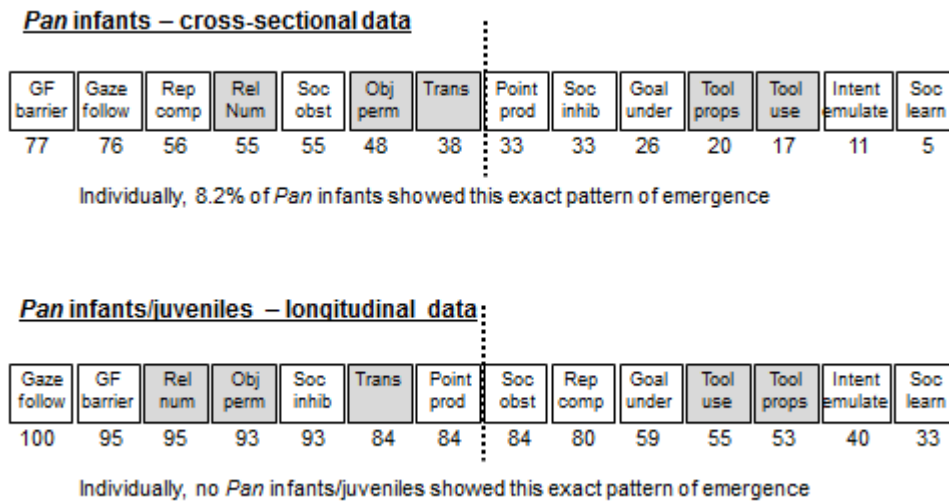 Pan infants – cross-sectional data
GF barrier Gaze follow Rep comp Rel Num Soc obst Obj perm Trans Point prod Soc inhib Goal under Tool props Tool use Intent emulate Soc learn
77 76 56 55 55 48 38 33 33 26 20 17 11 5
Individually, 8.2% of Pan infants showed this exact pattern of emergence
Pan infants/juveniles – longitudinal data
Gaze follow GF barrier Rel num Obj perm Soc inhib Trans Point prod Soc obst Rep comp Goal under Tool use Tool props Intent emulate Soc learn
100 95 95 93 93 84 84 84 80 59 55 53 40 33
Individually, no Pan infants/juveniles showed this exact pattern of emergence